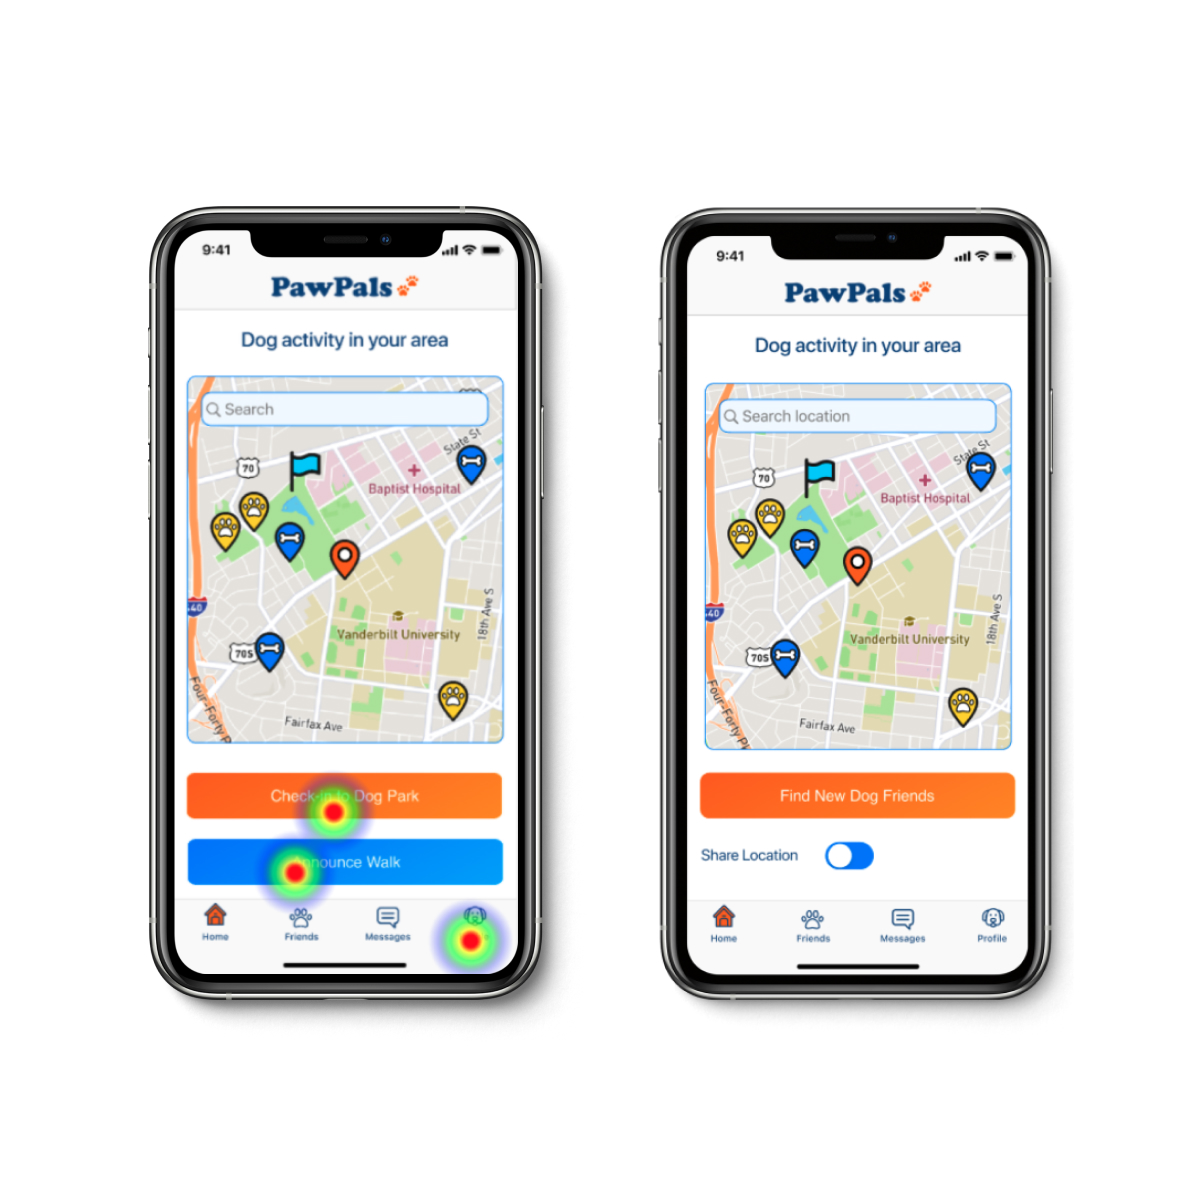 9:41
PawPals
Dog activity in your area
Search
State St
70
Baptist Hospital
40
18th Ave S
Vanderbilt University
70S
Four-Forty P
Fairfax Ave
Check-in to Dog Park
Announce Walk
Home
Friends
Messages
9:41
PawPals
Dog activity in your area
Search location
State St
70
Baptist Hospital
40
18th Ave S
Vanderbilt University
70S
Four-Forty Pk
Fairfax Ave
Find New Dog Friends
Share Location
Home
Friends
Messages
Profile